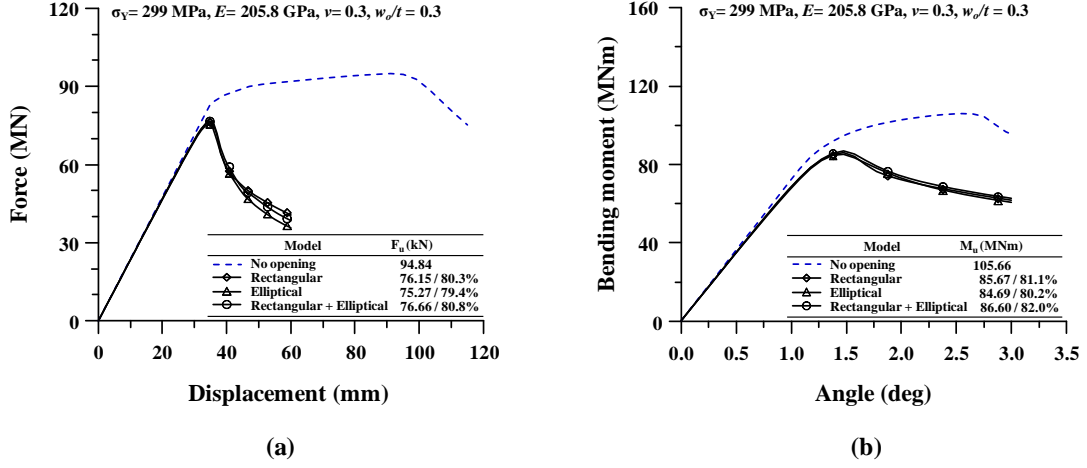 σY= 299 MPa, E= 205.8 GPa, ν= 0.3, wo/t = 0.3
120
90
60
30
0
Force (MN)
Model Fu (kN)
No opening 94.84
Rectangular 76.15 / 80.3%
Elliptical 75.27 / 79.4%
Rectangular + Elliptical 76.66 / 80.8%
0 20 40 60 80 100 120
Displacement (mm)
(a)
σY= 299 MPa, E= 205.8 GPa, ν= 0.3, wo/t = 0.3
160
120
80
40
0
Bending moment (MNm)
Model Mu (MNm)
No opening 105.66
Rectangular 85.67 / 81.1%
Elliptical 84.69 / 80.2%
Rectangular + Elliptical 86.60 / 82.0%
0.0 0.5 1.0 1.5 2.0 2.5 3.0 3.5
Angle (deg)
(b)